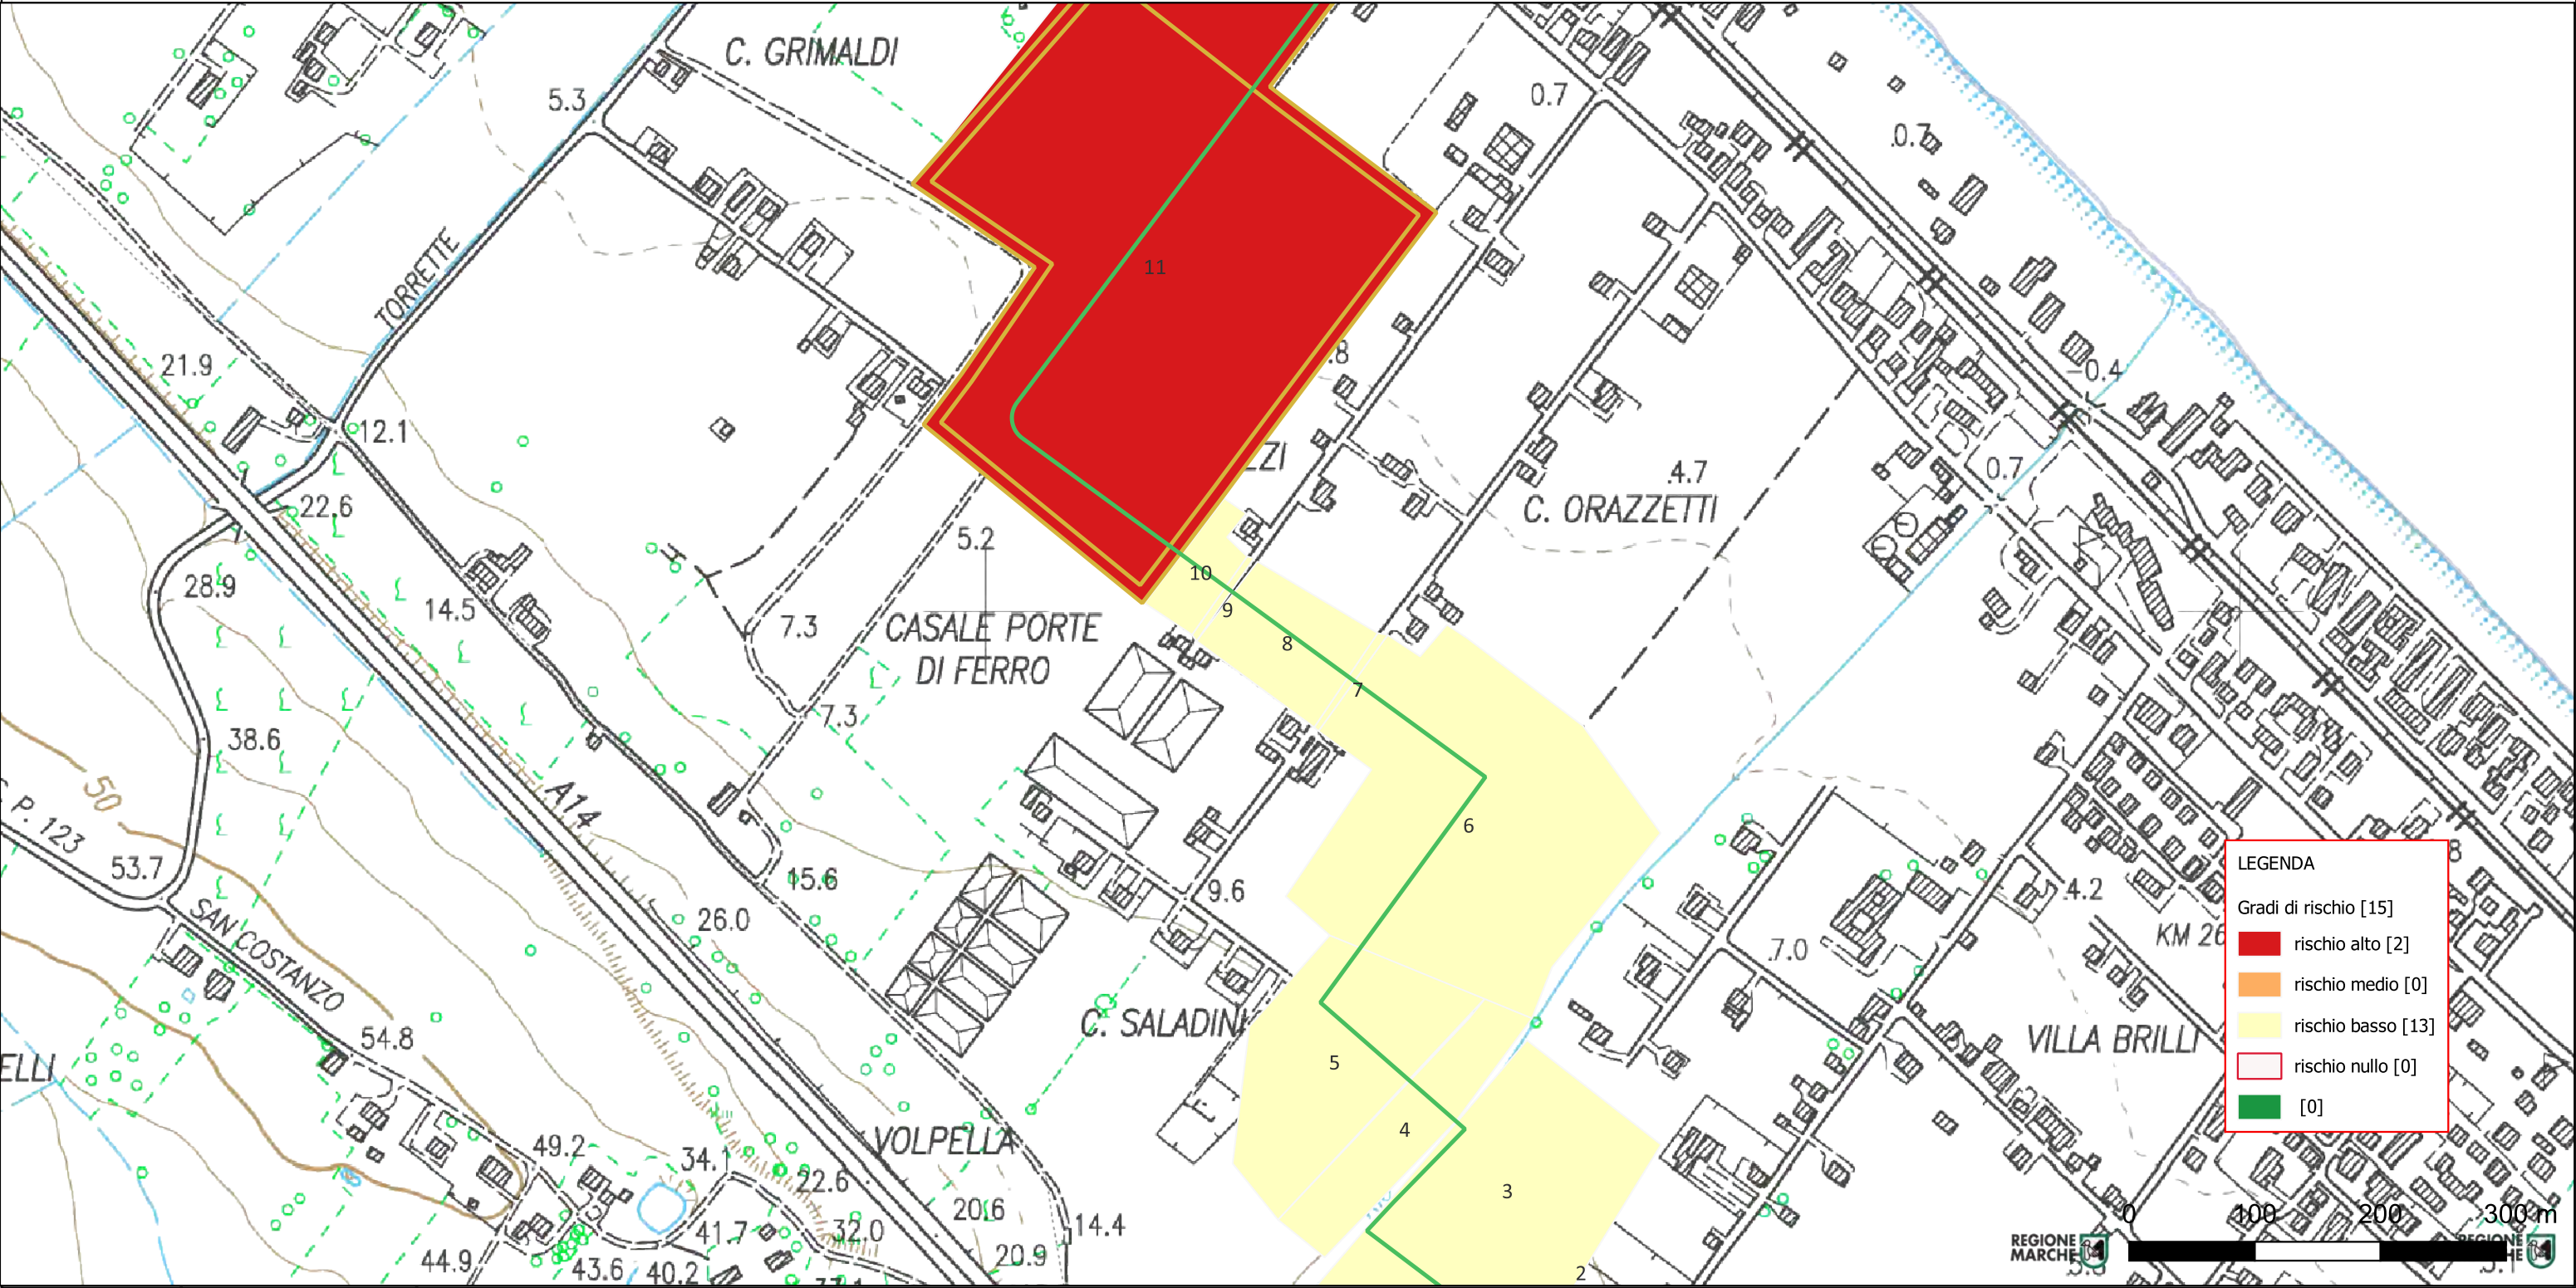 C. GRIMALDI
5.3
0.7
0.7
TORRETTE
11
21.9
.8
-0.4
12.1
ZZI
4.7
0.7
22.6
C. ORAZZETTI
5.2
10
28.9
9
14.5
7.3
CASALE PORTE
DI FERRO
8
7
7.3
38.6
50
A14
6
P. 123
53.7
15.6
9.6
4.2
SAN COSTANZO
26.0
7.0
KM 26
54.8
C. SALADINI
VILLA BRILLI
ELLI
5
4
VOLPELLA
49.2
34.1
22.6
3
20.6
14.4
41.7
32.0
20.9
44.9
43.6
40.2
2
LEGENDA
Gradi di rischio [15]
rischio alto [2]
rischio medio [0]
rischio basso [13]
rischio nullo [0]
[0]
8
0 100 200 300 m
REGIONE
MARCHE